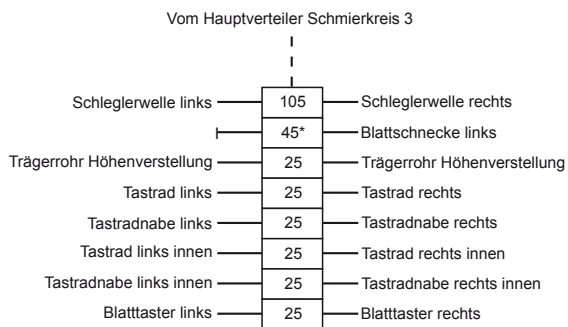 Vom Hauptverteiler Schmierkreis 3
Schleglerwelle links 105 Schleglerwelle rechts
45* Blattschnecke links
Trägerrohr Höhenverstellung 25 Trägerrohr Höhenverstellung
Tastrad links 25 Tastrad rechts
Tastradnabe links 25 Tastradnabe rechts
Tastrad links innen 25 Tastrad rechts innen
Tastradnabe links innen 25 Tastradnabe rechts innen
Blatttaster links 25 Blatttaster rechts